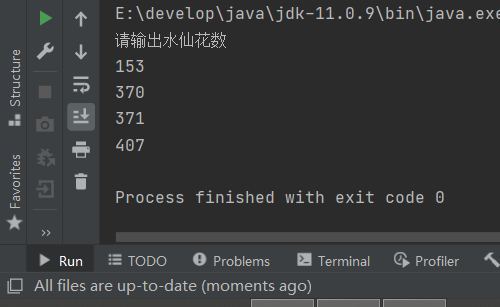 E:\develop\java\jdk-11.0.9\bin\java.exe
请输出水仙花数
153
370
371
407
Process finished with exit code 0
Structure
Favorites
Run
TODO
Problems
Terminal
Profiler
All files are up-to-date (moments ago)